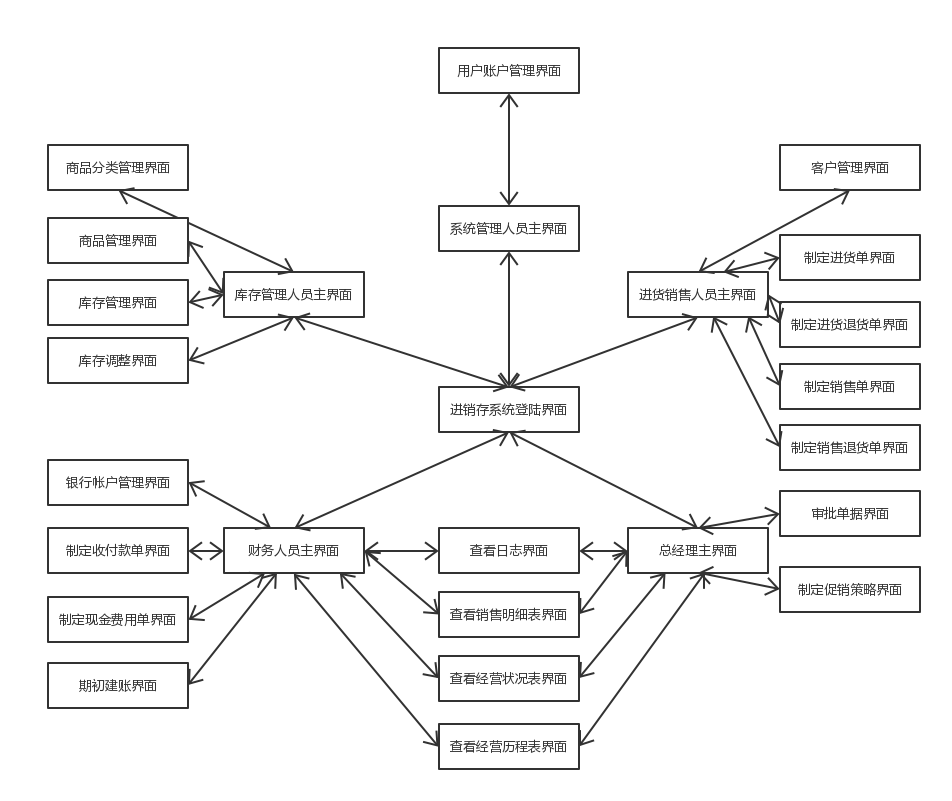 用户账户管理界面
商品分类管理界面
客户管理界面
商品管理界面
系统管理人员主界面
制定进货单界面
库存管理界面
库存管理人员主界面
进货销售人员主界面
制定进货退货单界面
库存调整界面
制定销售单界面
进销存系统登陆界面
制定销售退货单界面
银行帐户管理界面
审批单据界面
制定收付款单界面
财务人员主界面
查看日志界面
总经理主界面
制定促销策略界面
制定现金费用单界面
查看销售明细表界面
期初建账界面
查看经营状况表界面
查看经营历程表界面